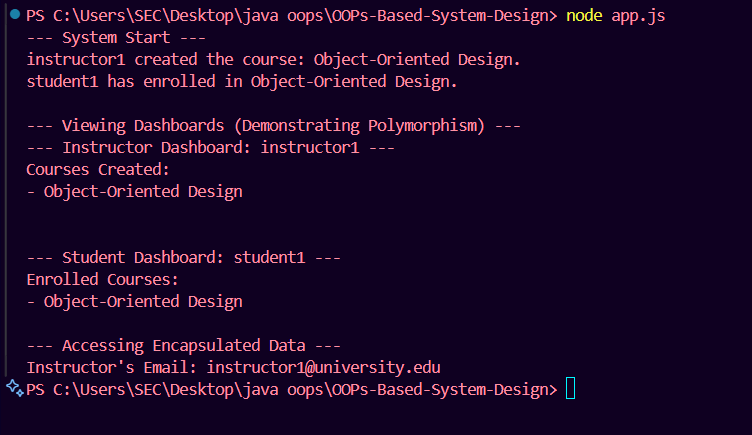 PS C:\Users\SEC\Desktop\java oops\OOPs-Based-System-Design> node app.js
--- System Start ---
instructor1 created the course: Object-Oriented Design.
student1 has enrolled in Object-Oriented Design.
--- Viewing Dashboards (Demonstrating Polymorphism) ---
--- Instructor Dashboard: instructor1 ---
Courses Created:
- Object-Oriented Design
--- Student Dashboard: student1 ---
Enrolled Courses:
- Object-Oriented Design
--- Accessing Encapsulated Data ---
Instructor's Email: instructor1@university.edu
PS C:\Users\SEC\Desktop\java oops\OOPs-Based-System-Design>